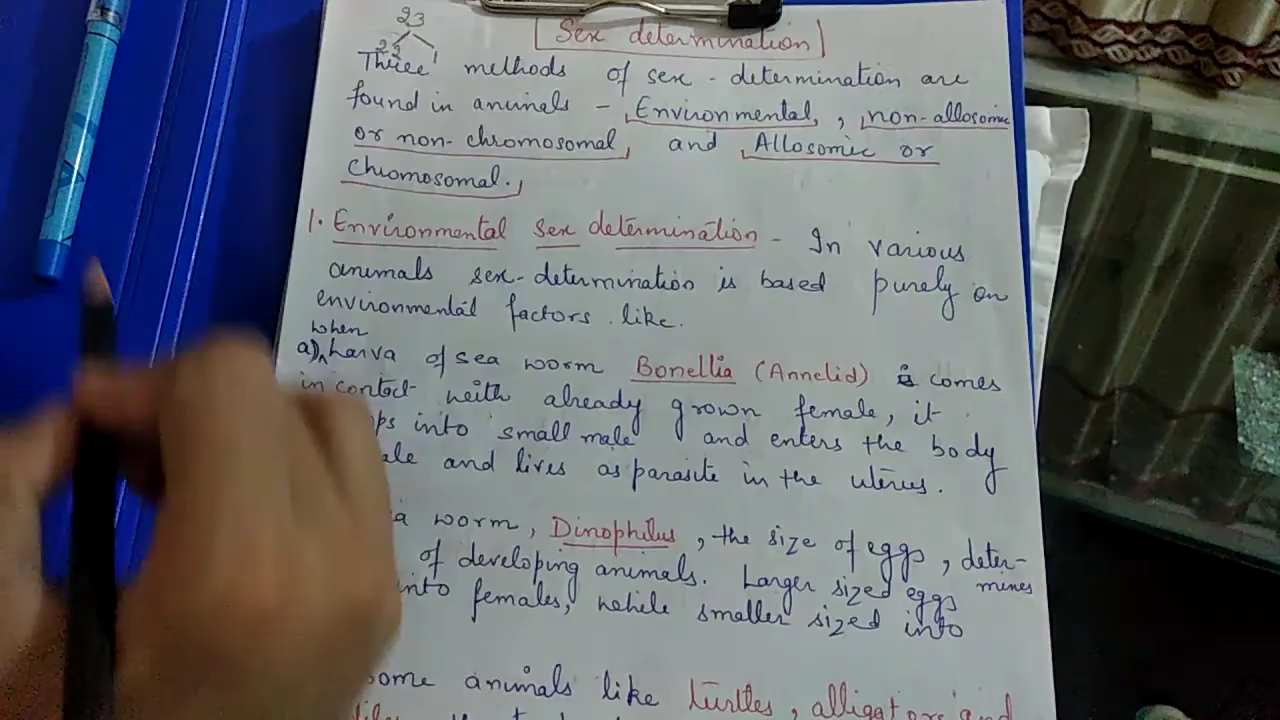 23
22 1
[Sex determination]
Three methods of sex-determination are
found in animals - Environmental, non-allosomic
or non-chromosomal, and Allosomic or
Chromosomal.
1. Environmental sex determination - In various
animals sex-determination is based purely on
environmental factors like.
when
a) Larva of sea worm Bonellia (Annelid) comes
in contact with already grown female, it
ps into small male and enters the body
ale and lives as parasite in the uterus.
a worm, Dinophilus, the size of eggs, deter-
of developing animals. Larger sized eggs mines
into females, while smaller sized into
some animals like turtles, alligators and